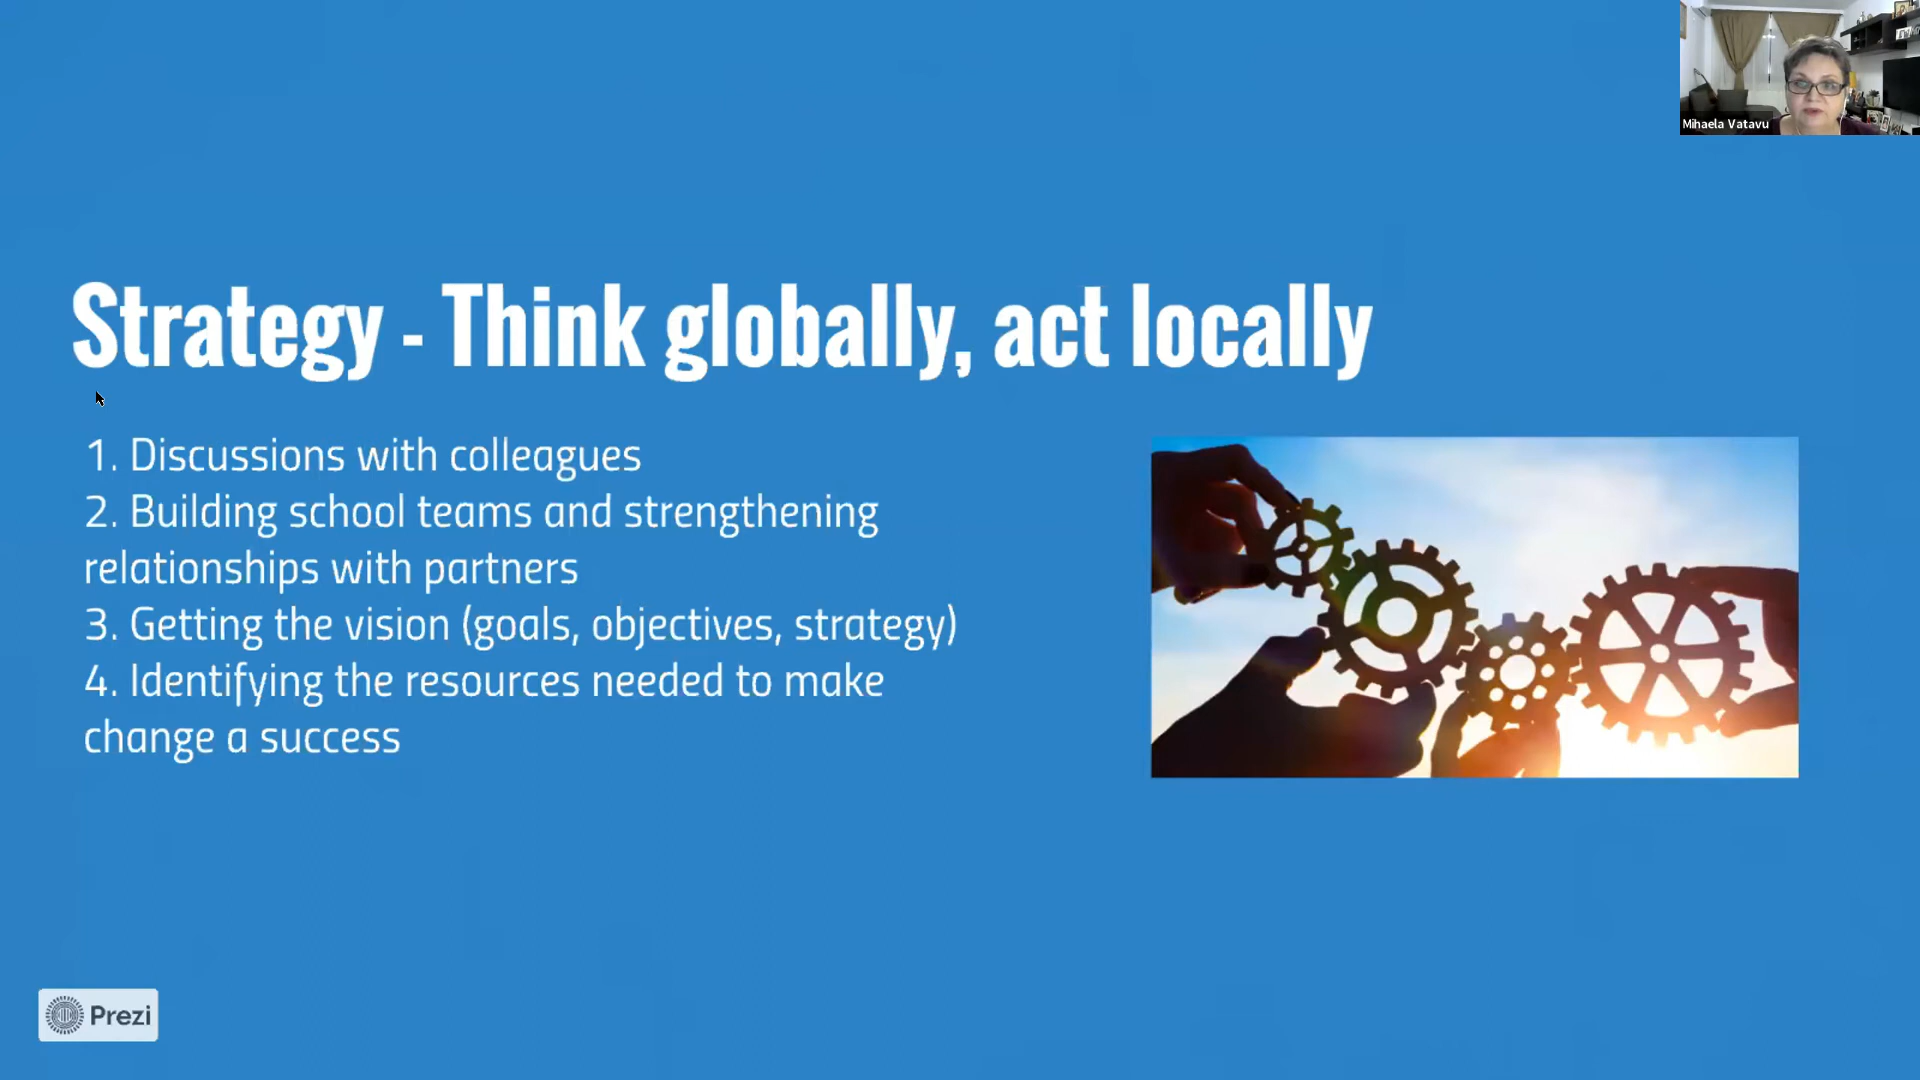 Mihaela Vatavu
Strategy - Think globally, act locally
1. Discussions with colleagues
2. Building school teams and strengthening
relationships with partners
3. Getting the vision (goals, objectives, strategy)
4. Identifying the resources needed to make
change a success
Prezi